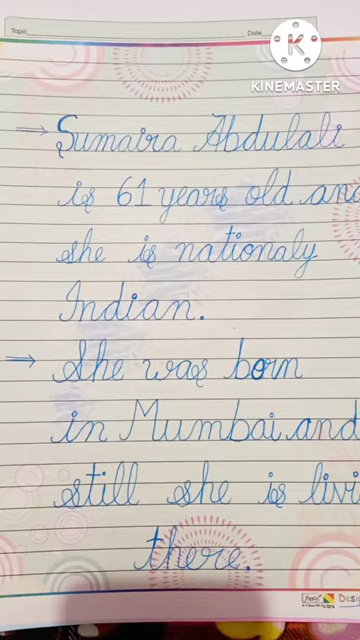 Topic Date
KINEMASTER
→ Sumaira Abdulali
is 61 years old and
she is nationaly
Indian.
→ She was born
in Mumbai and
still she is livi
there.